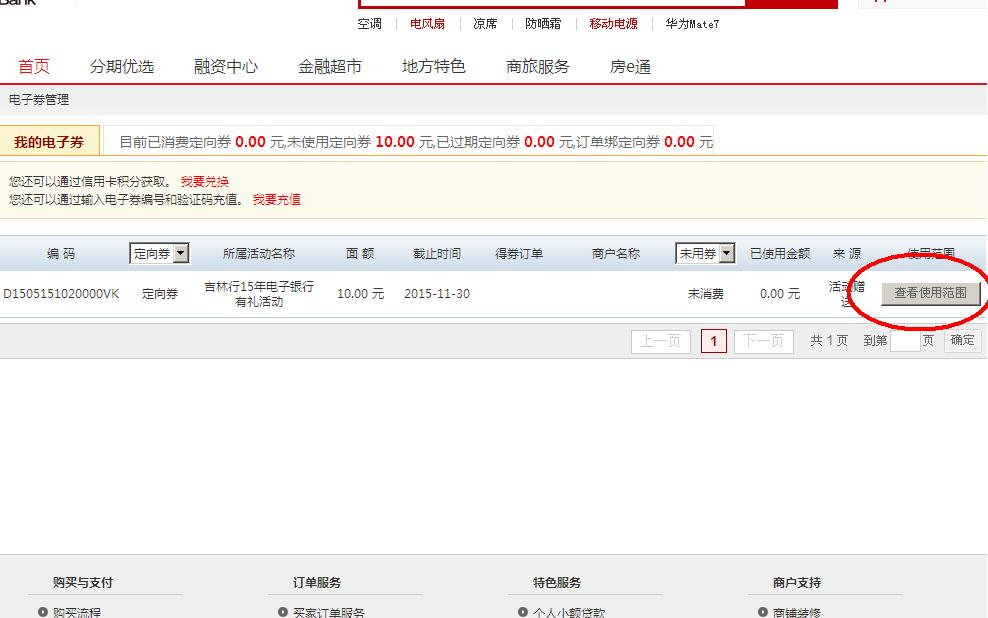 Bank
空调 电风扇 凉席 防晒霜 移动电源 华为Mate7
首页 分期优选 融资中心 金融超市 地方特色 商旅服务 房e通
电子券管理
我的电子券 目前已消费定向券 0.00 元,未使用定向券 10.00 元,已过期定向券 0.00 元,订单绑定向券 0.00 元
您还可以通过信用卡积分获取。 我要兑换
您还可以通过输入电子券编号和验证码充值。 我要充值
编 码 定向券 所属活动名称 面 额 截止时间 得券订单 商户名称 未用券 已使用金额 来 源 使用范围
D1505151020000VK 定向券 吉林行15年电子银行有礼活动 10.00 元 2015-11-30 未消费 0.00 元 活动赠送 查看使用范围
上一页 1 下一页 共 1 页 到第 页 确定
购买与支付 订单服务 特色服务 商户支持
购买流程 买家订单服务 个人小额贷款 商铺装修